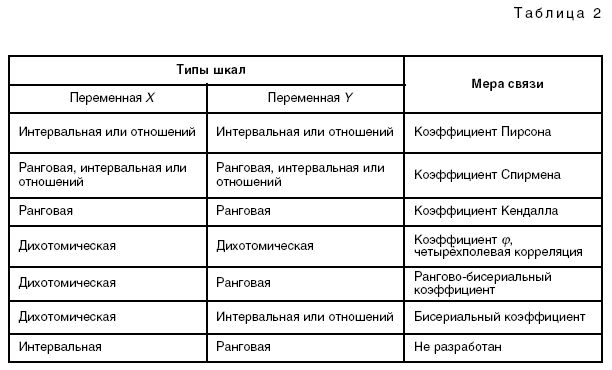 Таблица 2
Типы шкал
Мера связи
Переменная X
Переменная Y
Интервальная или отношений
Интервальная или отношений
Коэффициент Пирсона
Ранговая, интервальная или
отношений
Ранговая, интервальная или
отношений
Коэффициент Спирмена
Ранговая
Ранговая
Коэффициент Кендалла
Дихотомическая
Дихотомическая
Коэффициент φ,
четырёхполевая корреляция
Дихотомическая
Ранговая
Рангово-бисериальный
коэффициент
Дихотомическая
Интервальная или отношений
Бисериальный коэффициент
Интервальная
Ранговая
Не разработан